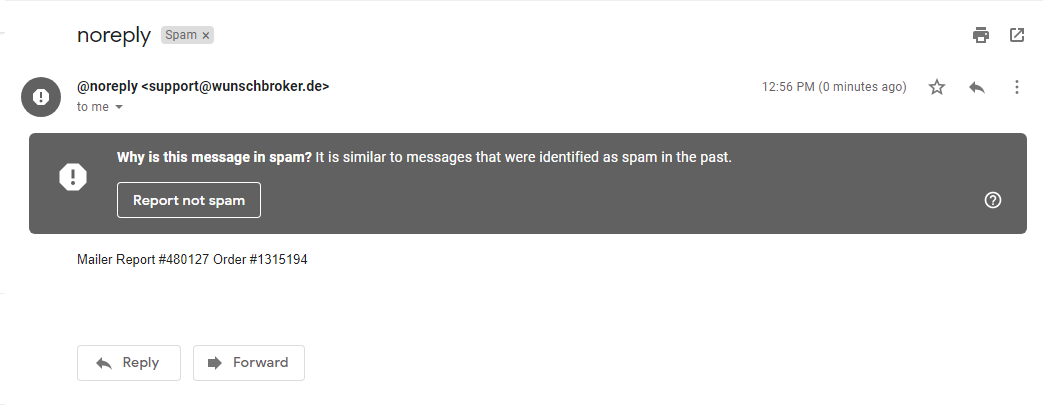 noreply Spam ×
@noreply <support@wunschbroker.de> 12:56 PM (0 minutes ago)
to me
Why is this message in spam? It is similar to messages that were identified as spam in the past.
Report not spam
Mailer Report #480127 Order #1315194
Reply Forward